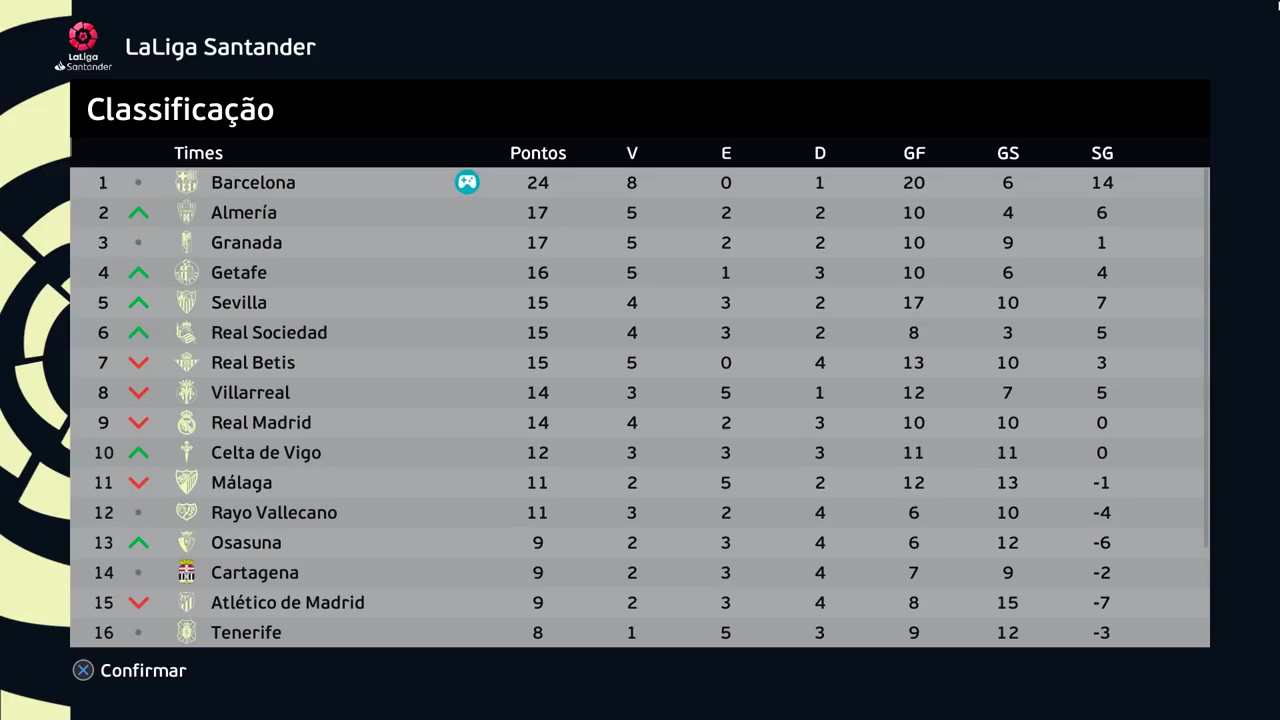 LaLiga Santander
LaLiga
Santander
Classificação
Times Pontos V E D GF GS SG
1 Barcelona 24 8 0 1 20 6 14
2 Almería 17 5 2 2 10 4 6
3 Granada 17 5 2 2 10 9 1
4 Getafe 16 5 1 3 10 6 4
5 Sevilla 15 4 3 2 17 10 7
6 Real Sociedad 15 4 3 2 8 3 5
7 Real Betis 15 5 0 4 13 10 3
8 Villarreal 14 3 5 1 12 7 5
9 Real Madrid 14 4 2 3 10 10 0
10 Celta de Vigo 12 3 3 3 11 11 0
11 Málaga 11 2 5 2 12 13 -1
12 Rayo Vallecano 11 3 2 4 6 10 -4
13 Osasuna 9 2 3 4 6 12 -6
14 Cartagena 9 2 3 4 7 9 -2
15 Atlético de Madrid 9 2 3 4 8 15 -7
16 Tenerife 8 1 5 3 9 12 -3
Confirmar